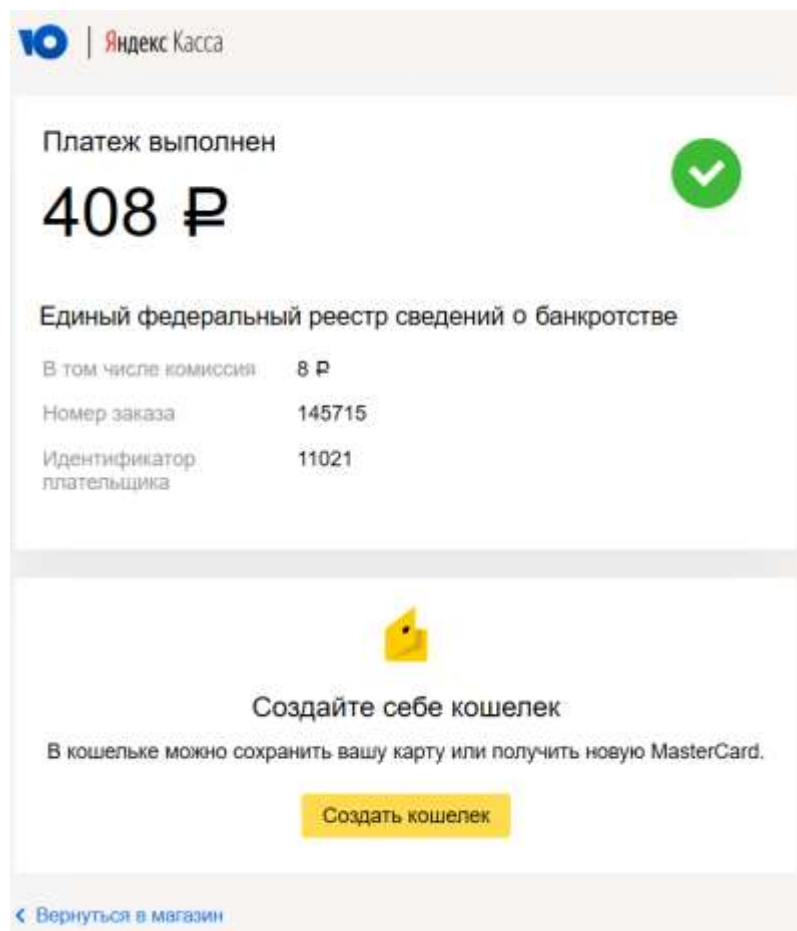 Ю | Яндекс Касса
Платеж выполнен
408 ₽
Единый федеральный реестр сведений о банкротстве
В том числе комиссия 8 ₽
Номер заказа 145715
Идентификатор 11021
плательщика
Создайте себе кошелек
В кошельке можно сохранить вашу карту или получить новую MasterCard.
Создать кошелек
Вернуться в магазин